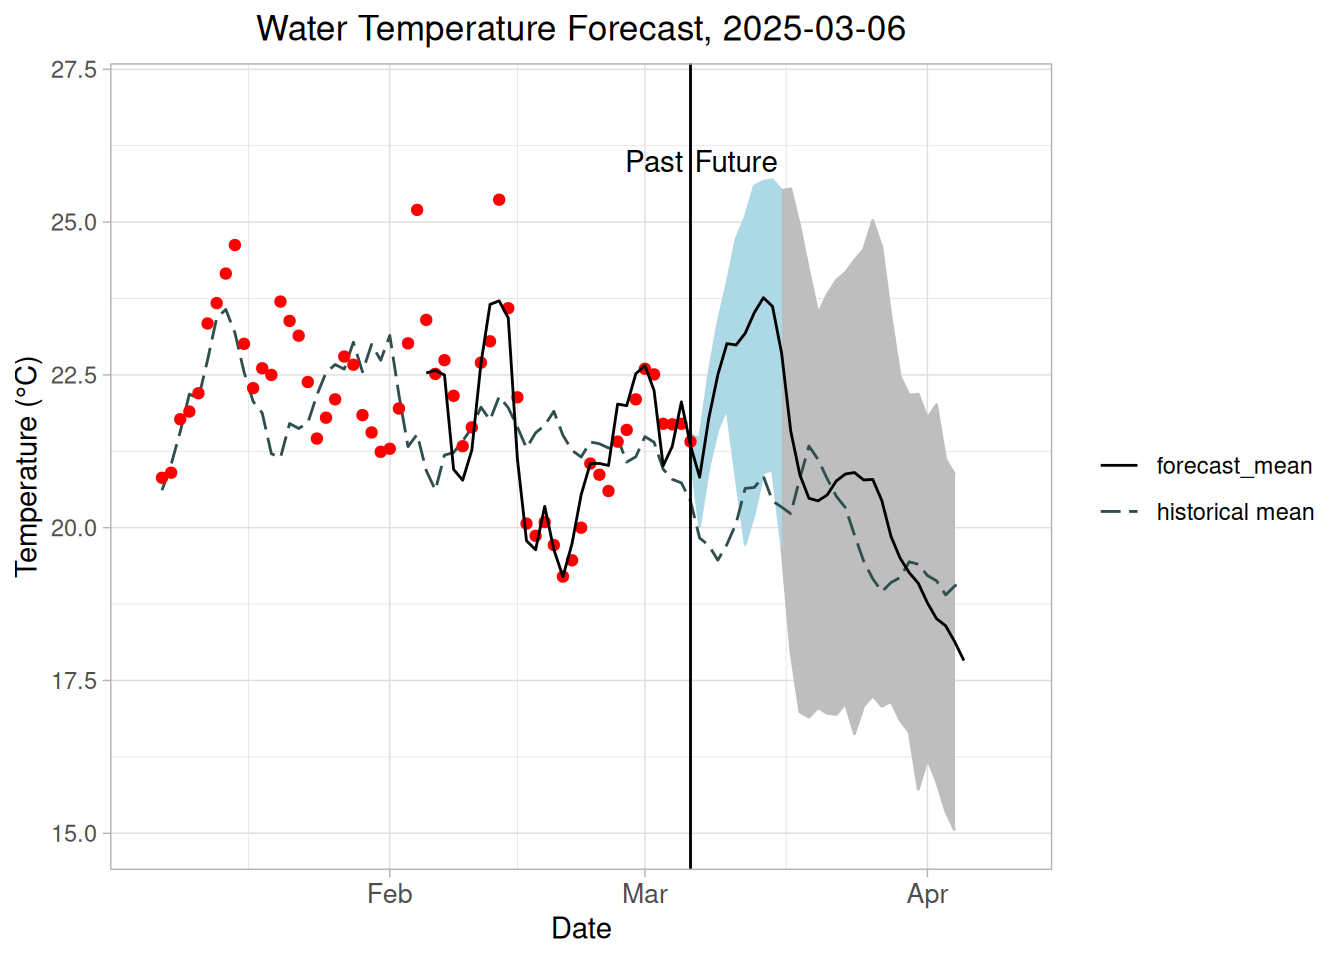 Water Temperature Forecast, 2025-03-06
27.5
25.0
22.5
20.0
17.5
15.0
Temperature (°C)
Past Future
Feb Mar Apr
Date
forecast_mean
historical mean